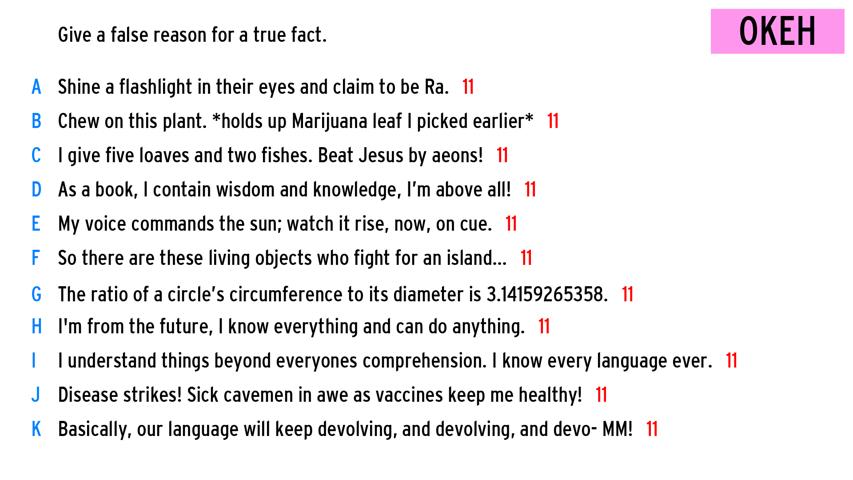 Give a false reason for a true fact.
OKEH
A Shine a flashlight in their eyes and claim to be Ra. 11
B Chew on this plant. *holds up Marijuana leaf I picked earlier* 11
C I give five loaves and two fishes. Beat Jesus by aeons! 11
D As a book, I contain wisdom and knowledge, I'm above all! 11
E My voice commands the sun; watch it rise, now, on cue. 11
F So there are these living objects who fight for an island... 11
G The ratio of a circle's circumference to its diameter is 3.14159265358. 11
H I'm from the future, I know everything and can do anything. 11
I I understand things beyond everyones comprehension. I know every language ever. 11
J Disease strikes! Sick cavemen in awe as vaccines keep me healthy! 11
K Basically, our language will keep devolving, and devolving, and devo- MM! 11